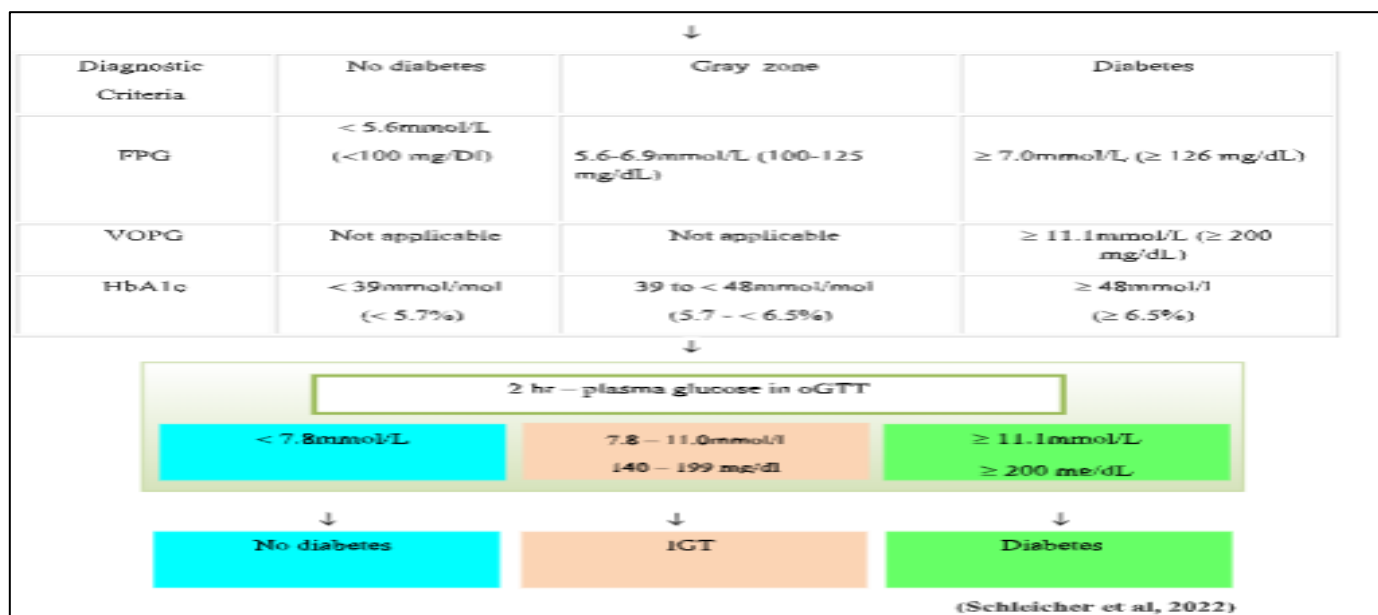 ↓
Diagnostic No diabetes Gray zone Diabetes
Criteria
< 5.6mmol/L
FPG (<100 mg/Dl) 5.6-6.9mmol/L (100-125 ≥ 7.0mmol/L (≥ 126 mg/dL)
mg/dL)
VOPG Not applicable Not applicable ≥ 11.1mmol/L (≥ 200
mg/dL)
HbA1c < 39mmol/mol 39 to < 48mmol/mol ≥ 48mmol/l
(< 5.7%) (5.7 - < 6.5%) (≥ 6.5%)
↓
2 hr – plasma glucose in oGTT
< 7.8mmol/L 7.8 – 11.0mmol/l ≥ 11.1mmol/L
140 – 199 mg/dl ≥ 200 mg/dL
↓ ↓ ↓
No diabetes IGT Diabetes
(Schleicher et al, 2022)